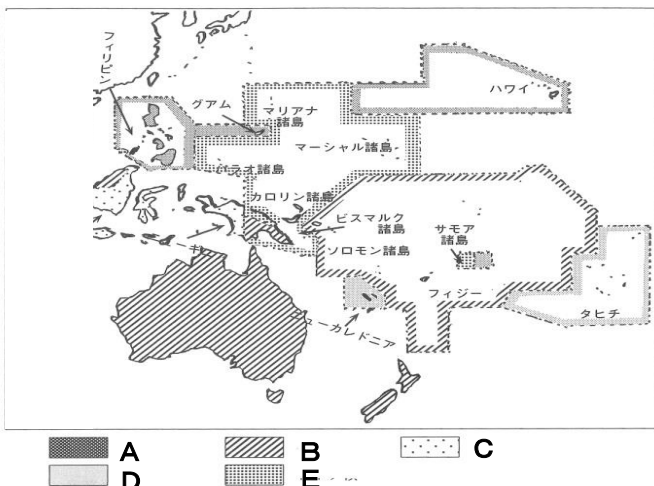 フィリピン
グアム
マリアナ
諸島
ハワイ
マーシャル諸島
パラオ諸島
カロリン諸島
ビスマルク
諸島
ソロモン諸島
サモア
諸島
フィジー
タヒチ
ニューカレドニア
A
B
C
D
E